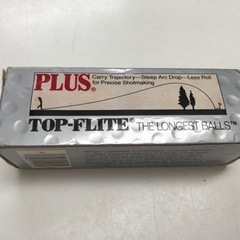 PLUS®
Carry Trajectory—Steep Arc Drop—Less Roll
for Precise Shotmaking
TOP-FLITE® THE LONGEST BALLS™